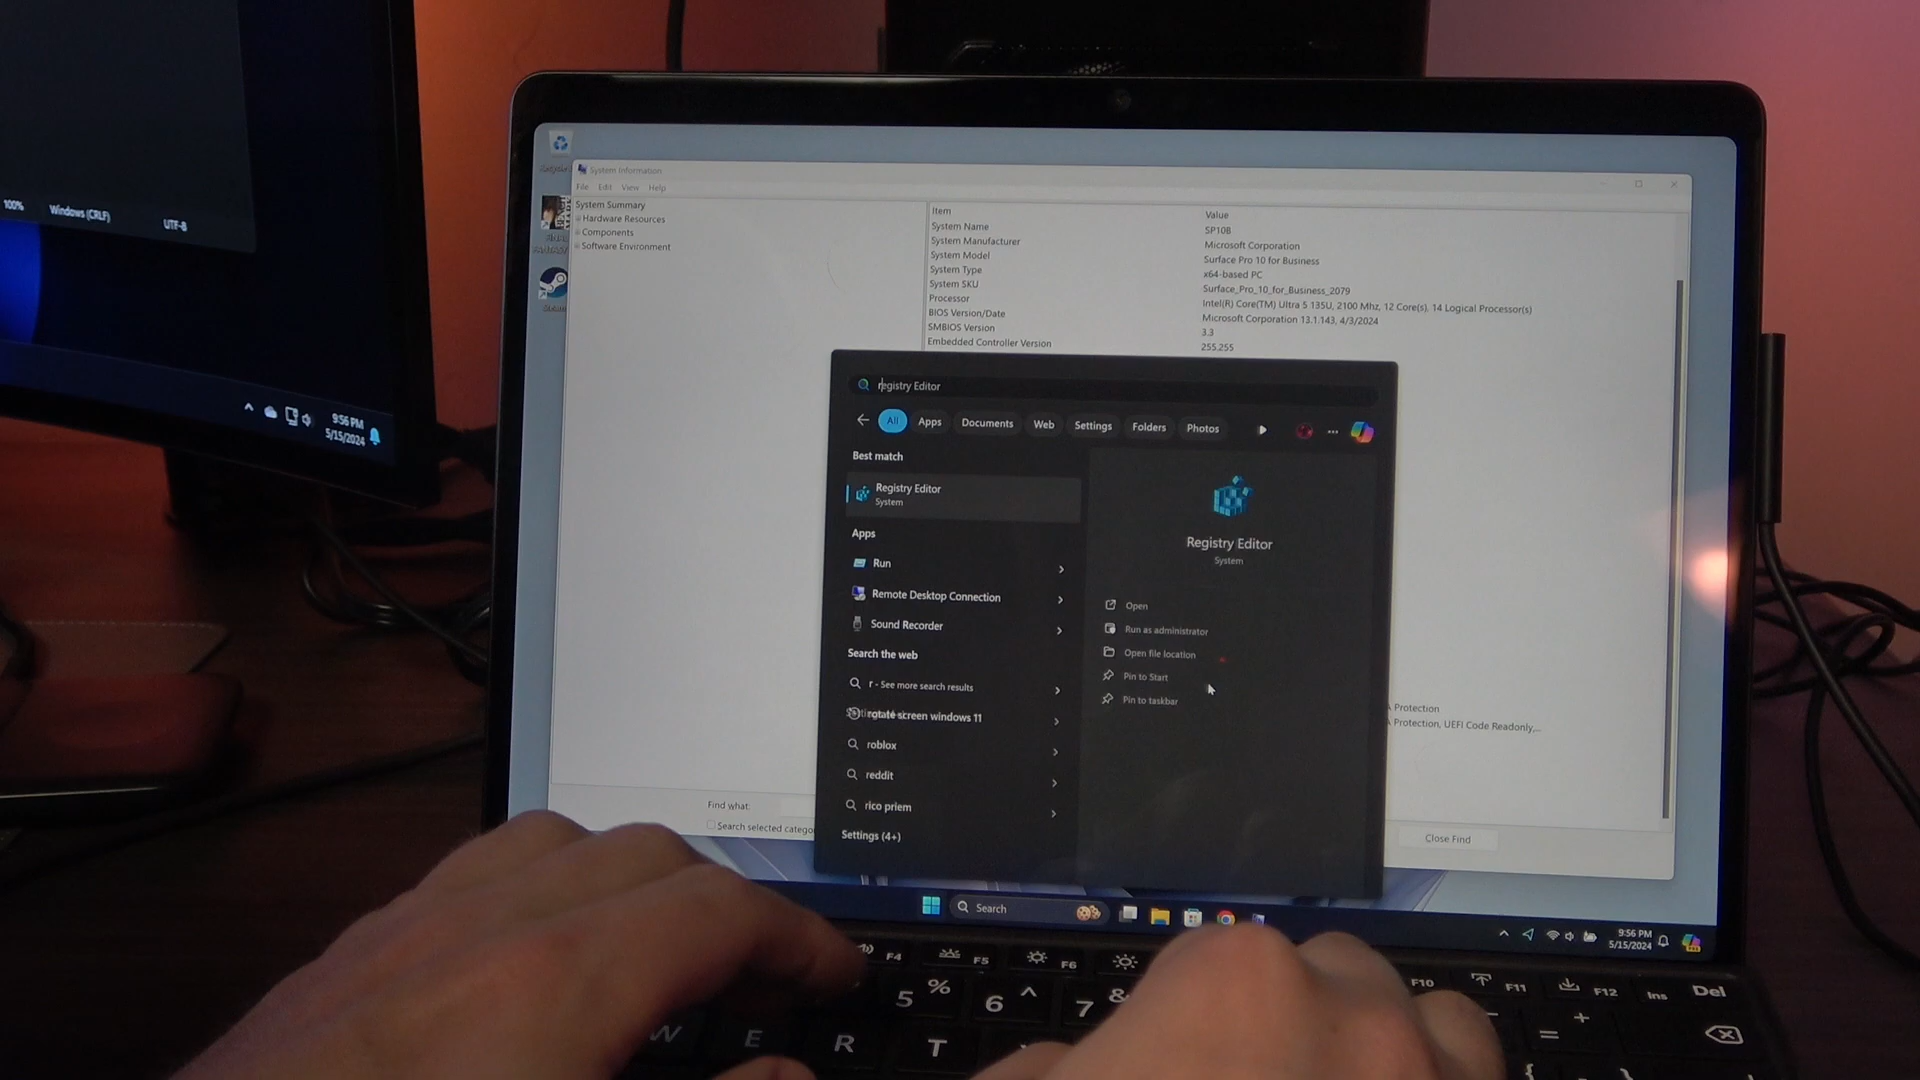 100%
Windows (CRLF)
UTF-8
9:56 PM
5/15/2024
System Information
File Edit View Help
System Summary
Hardware Resources
Components
Software Environment
Item Value
System Name SP10B
System Manufacturer Microsoft Corporation
System Model Surface Pro 10 for Business
System Type x64-based PC
System SKU Surface_Pro_10_for_Business_2079
Processor Intel(R) Core(TM) Ultra 5 135U, 2100 Mhz, 12 Core(s), 14 Logical Processor(s)
BIOS Version/Date Microsoft Corporation 13.1.143, 4/3/2024
SMBIOS Version 3.3
Embedded Controller Version 255.255
registry Editor
All Apps Documents Web Settings Folders Photos
Best match
Registry Editor
System
Apps
Run
Remote Desktop Connection
Sound Recorder
Search the web
r - See more search results
rotate screen windows 11
roblox
reddit
rico priem
Settings (4+)
Registry Editor
System
Open
Run as administrator
Open file location
Pin to Start
Pin to taskbar
Protection
Protection, UEFI Code Readonly,...
Find what:
Search selected catego
Close Find
Search
9:56 PM
5/15/2024
F4 F5 F6 F10 F11 F12 Ins Del
5 % 6 ^ 7 & = +
W E R T